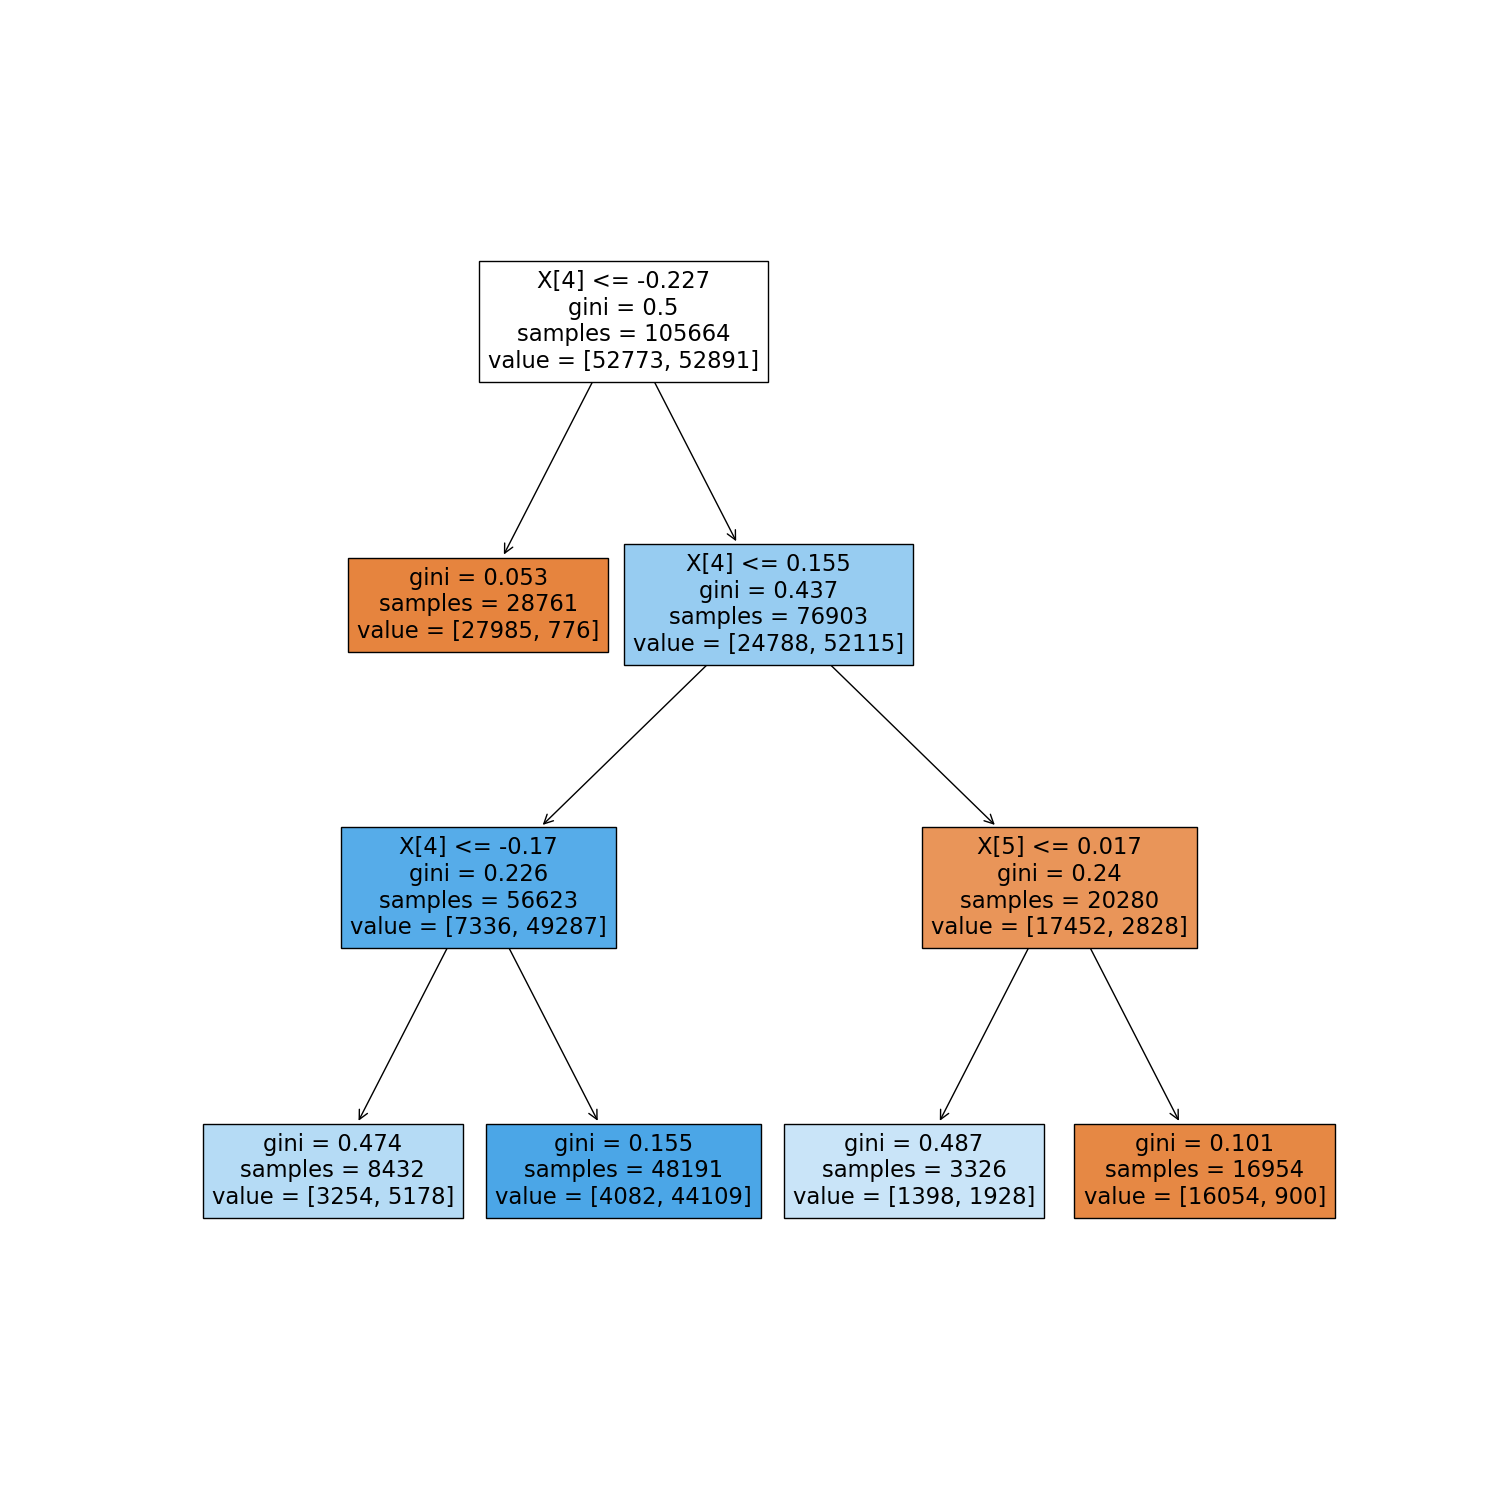 X[4] <= -0.227
gini = 0.5
samples = 105664
value = [52773, 52891]
gini = 0.053
samples = 28761
value = [27985, 776]
X[4] <= 0.155
gini = 0.437
samples = 76903
value = [24788, 52115]
X[4] <= -0.17
gini = 0.226
samples = 56623
value = [7336, 49287]
X[5] <= 0.017
gini = 0.24
samples = 20280
value = [17452, 2828]
gini = 0.474
samples = 8432
value = [3254, 5178]
gini = 0.155
samples = 48191
value = [4082, 44109]
gini = 0.487
samples = 3326
value = [1398, 1928]
gini = 0.101
samples = 16954
value = [16054, 900]